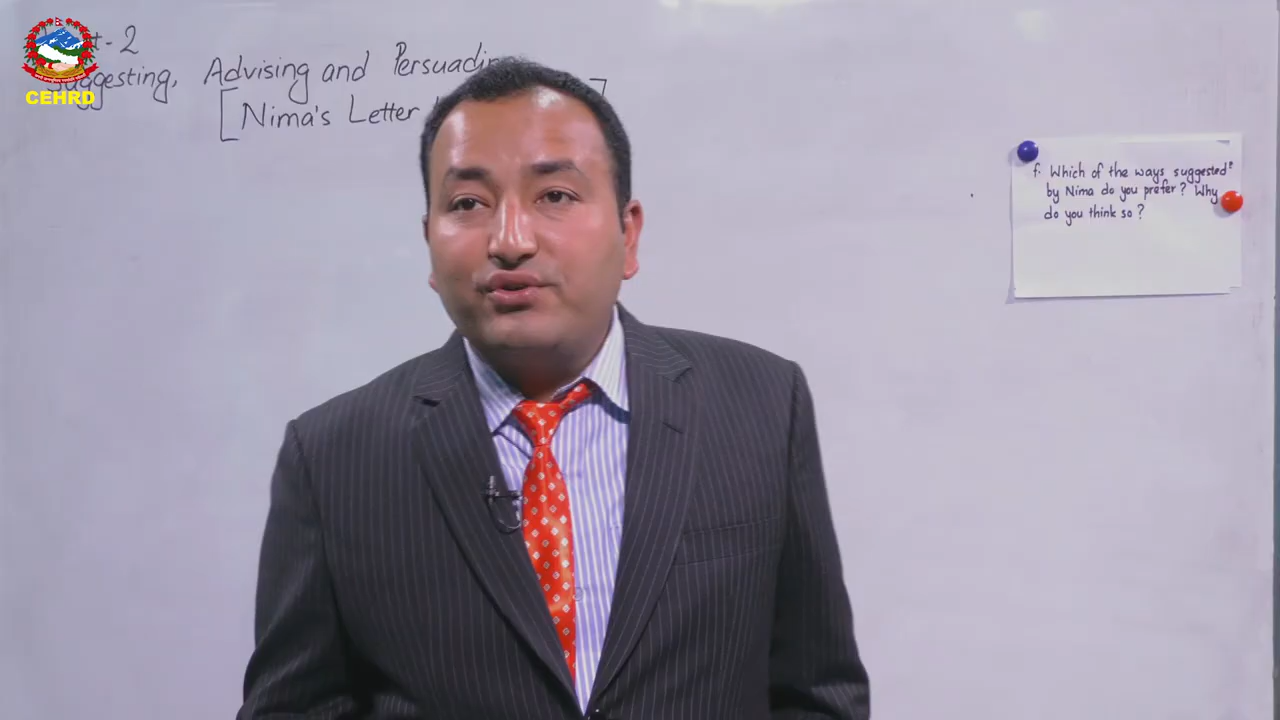 -2
Suggesting, Advising and Persuading
[Nima's Letter
]
CEHRD
f. Which of the ways suggested
by Nima do you prefer? Why
do you think so?